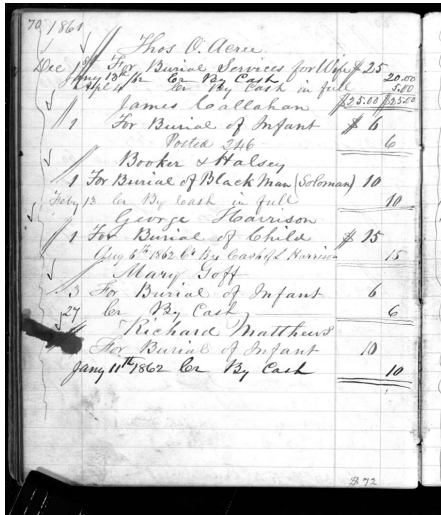 70 1861
Thos O. Acree
Dec 1st For Burial Services for Wife $25
Jany 13th 62 Cr By Cash 20.00
Apl 4 Cr By Cash in full 5.00
James Callahan $25.00 $25.00
1 For Burial of Infant $6
Posted 246 6
Booker & Halsey
1 For Burial of Black Man (Soloman) 10
Feby 13 Cr By Cash in full 10
George Harrison
1 For Burial of Child $15
Aug 6th 1862 Cr By Cash Harrison 15
Mary Goff
3 For Burial of Infant 6
27 Cr By Cash 6
Richard Matthews
For Burial of Infant 10
Jany 11th 1862 Cr By Cash 10
$72